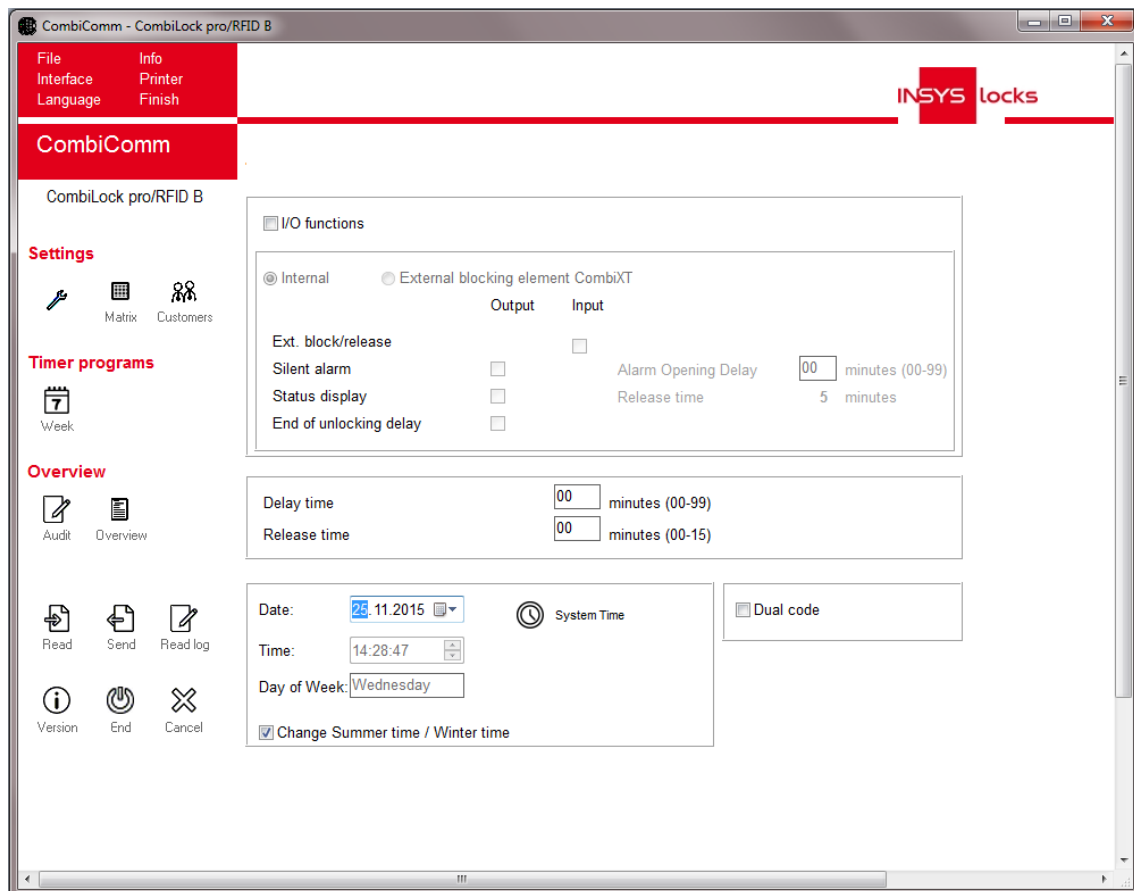 CombiComm - CombiLock pro/RFID B
File Info
Interface Printer
Language Finish
INSYS locks
CombiComm
CombiLock pro/RFID B
Settings
Matrix Customers
Timer programs
7
Week
Overview
Audit Overview
Read Send Read log
Version End Cancel
I/O functions
Internal External blocking element CombiXT
Output Input
Ext. block/release
Silent alarm Alarm Opening Delay 00 minutes (00-99)
Status display Release time 5 minutes
End of unlocking delay
Delay time 00 minutes (00-99)
Release time 00 minutes (00-15)
Date: 25.11.2015 System Time
Time: 14:28:47
Day of Week: Wednesday
Change Summer time / Winter time
Dual code